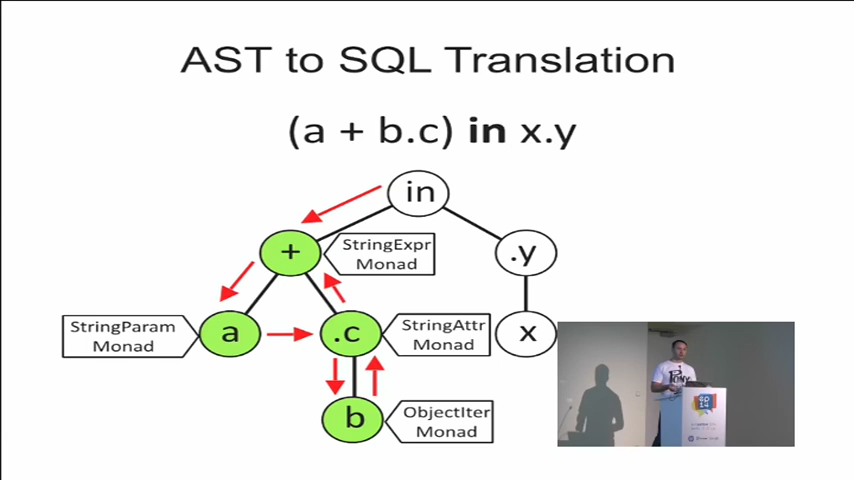 AST to SQL Translation
(a + b.c) in x.y
in
+
StringExpr
Monad
.y
StringParam
Monad
a
.c
StringAttr
Monad
x
b
ObjectIter
Monad